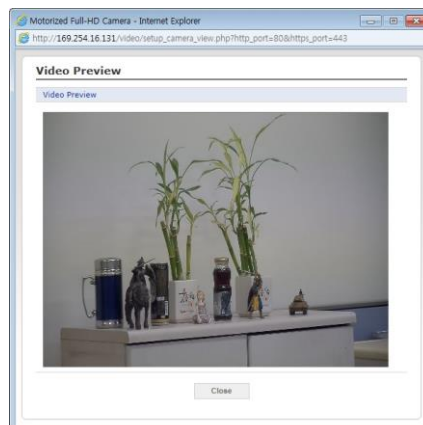 Motorized Full-HD Camera - Internet Explorer
http://169.254.16.131/video/setup_camera_view.php?http_port=80&https_port=443
Video Preview
Video Preview
Close